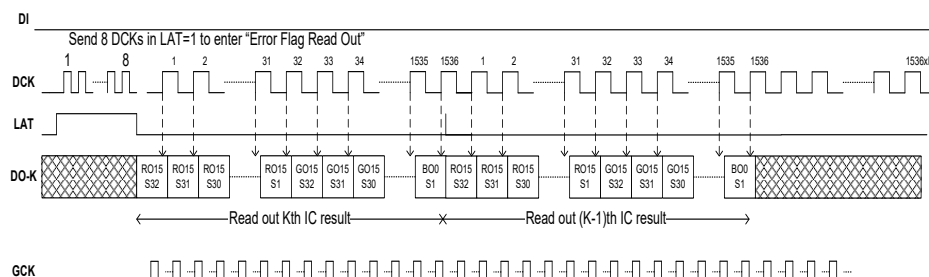 DI
Send 8 DCKs in LAT=1 to enter “Error Flag Read Out”
1 8 1 2 31 32 33 34 1535 1536 1 2 31 32 33 34 1535 1536
DCK
LAT
DO-K
RO15 RO15 RO15 RO15 GO15 GO15 GO15 BO0 RO15 RO15 RO15 RO15 GO15 GO15 GO15 BO0
S32 S31 S30 S1 S32 S31 S30 S1 S32 S31 S30 S1 S32 S31 S30 S1
Read out Kth IC result Read out (K-1)th IC result
GCK